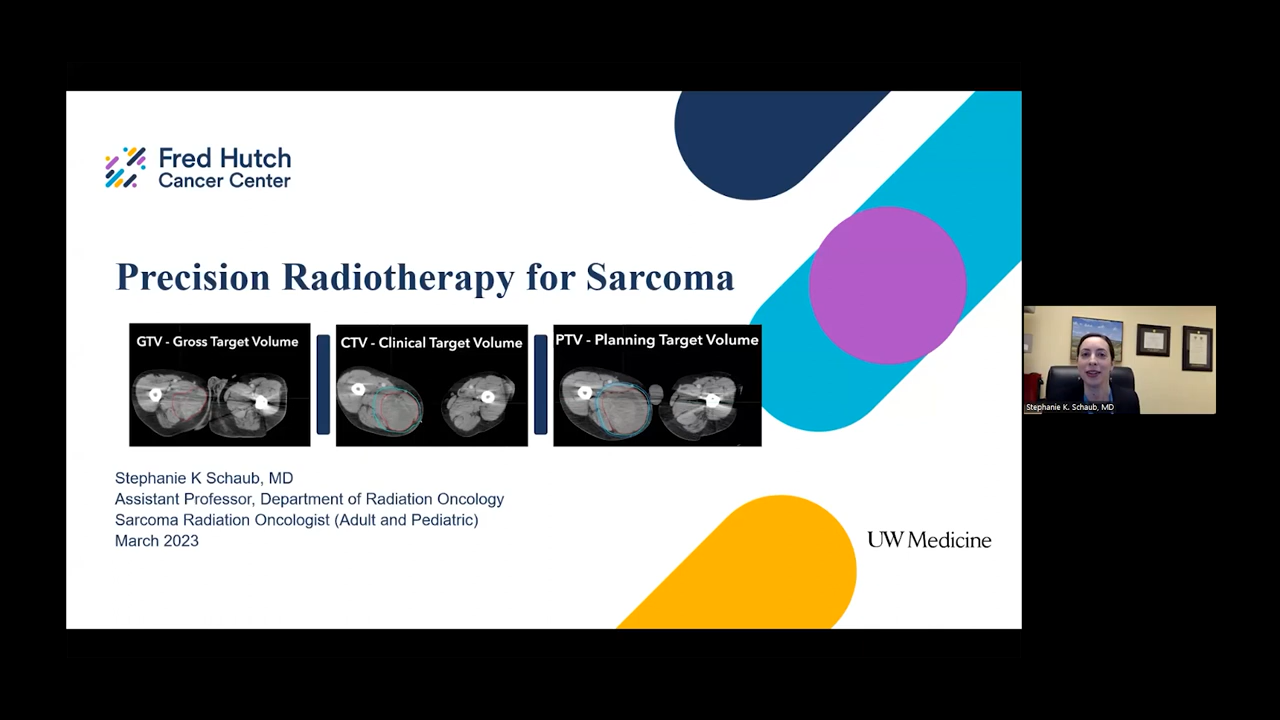 Fred Hutch
Cancer Center
Precision Radiotherapy for Sarcoma
GTV - Gross Target Volume
CTV - Clinical Target Volume
PTV - Planning Target Volume
Stephanie K Schaub, MD
Assistant Professor, Department of Radiation Oncology
Sarcoma Radiation Oncologist (Adult and Pediatric)
March 2023
UW Medicine
Stephanie K. Schaub, MD